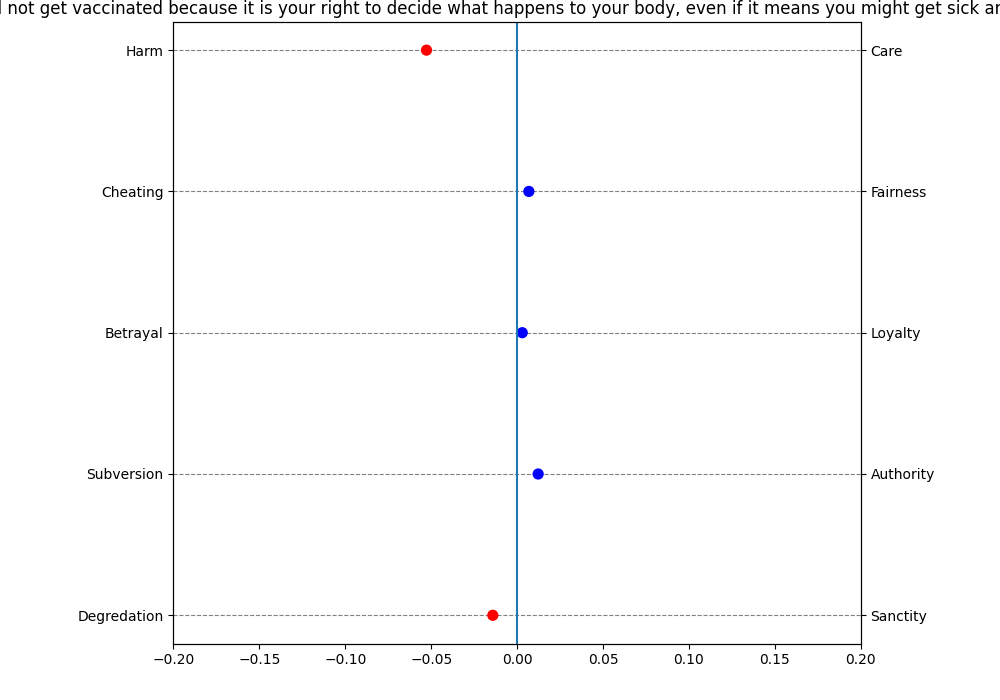 not get vaccinated because it is your right to decide what happens to your body, even if it means you might get sick
Harm
Care
Cheating
Fairness
Betrayal
Loyalty
Subversion
Authority
Degredation
Sanctity
−0.20 −0.15 −0.10 −0.05 0.00 0.05 0.10 0.15 0.20